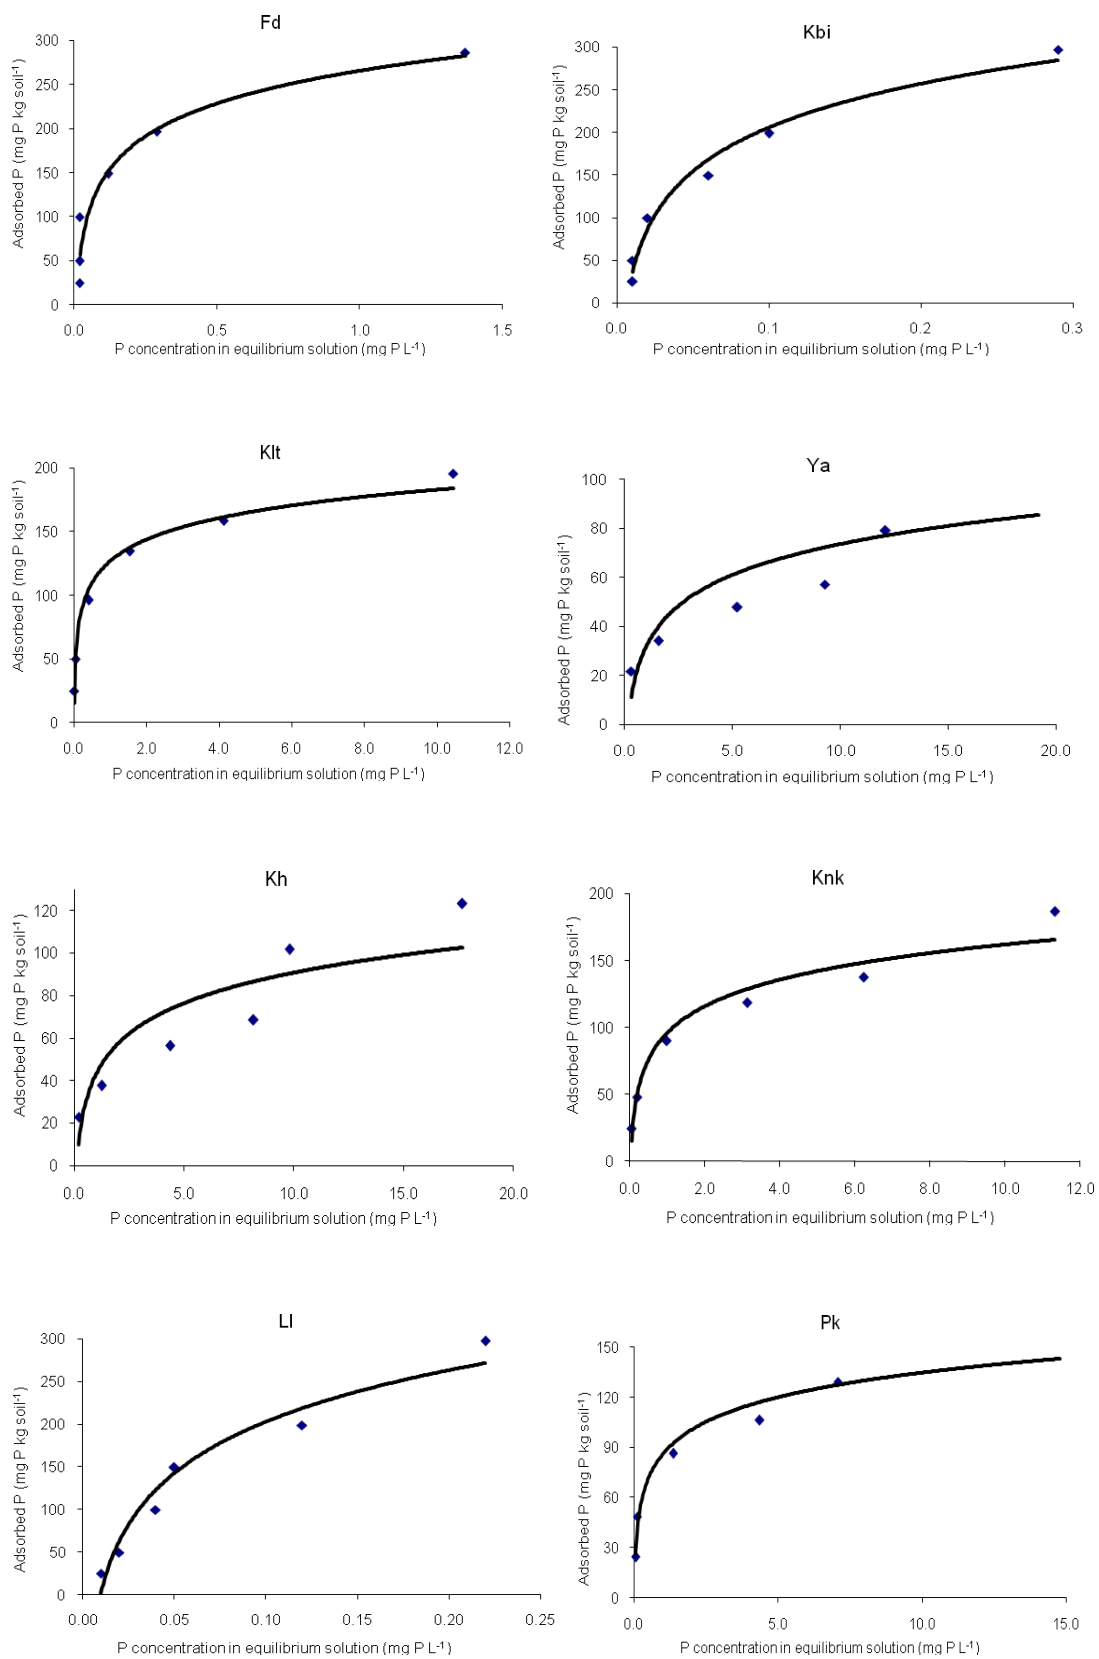 Fd
Adsorbed P (mg P kg soil⁻¹)
300
250
200
150
100
50
0
0.0 0.5 1.0 1.5
P concentration in equilibrium solution (mg P L⁻¹)
Kbi
Adsorbed P (mg P kg soil⁻¹)
300
250
200
150
100
50
0
0.0 0.1 0.2 0.3
P concentration in equilibrium solution (mg P L⁻¹)
Klt
Adsorbed P (mg P kg soil⁻¹)
200
150
100
50
0
0.0 2.0 4.0 6.0 8.0 10.0 12.0
P concentration in equilibrium solution (mg P L⁻¹)
Ya
Adsorbed P (mg P kg soil⁻¹)
100
80
60
40
20
0
0.0 5.0 10.0 15.0 20.0
P concentration in equilibrium solution (mg P L⁻¹)
Kh
Adsorbed P (mg P kg soil⁻¹)
120
100
80
60
40
20
0
0.0 5.0 10.0 15.0 20.0
P concentration in equilibrium solution (mg P L⁻¹)
Knk
Adsorbed P (mg P kg soil⁻¹)
200
150
100
50
0
0.0 2.0 4.0 6.0 8.0 10.0 12.0
P concentration in equilibrium solution (mg P L⁻¹)
Ll
Adsorbed P (mg P kg soil⁻¹)
300
250
200
150
100
50
0
0.00 0.05 0.10 0.15 0.20 0.25
P concentration in equilibrium solution (mg P L⁻¹)
Pk
Adsorbed P (mg P kg soil⁻¹)
150
120
90
60
30
0
0.0 5.0 10.0 15.0
P concentration in equilibrium solution (mg P L⁻¹)